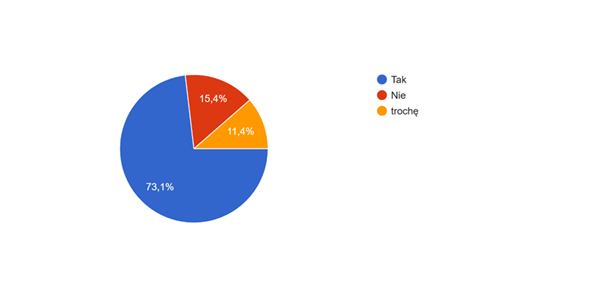 Tak
Nie
trochę
15,4%
11,4%
73,1%